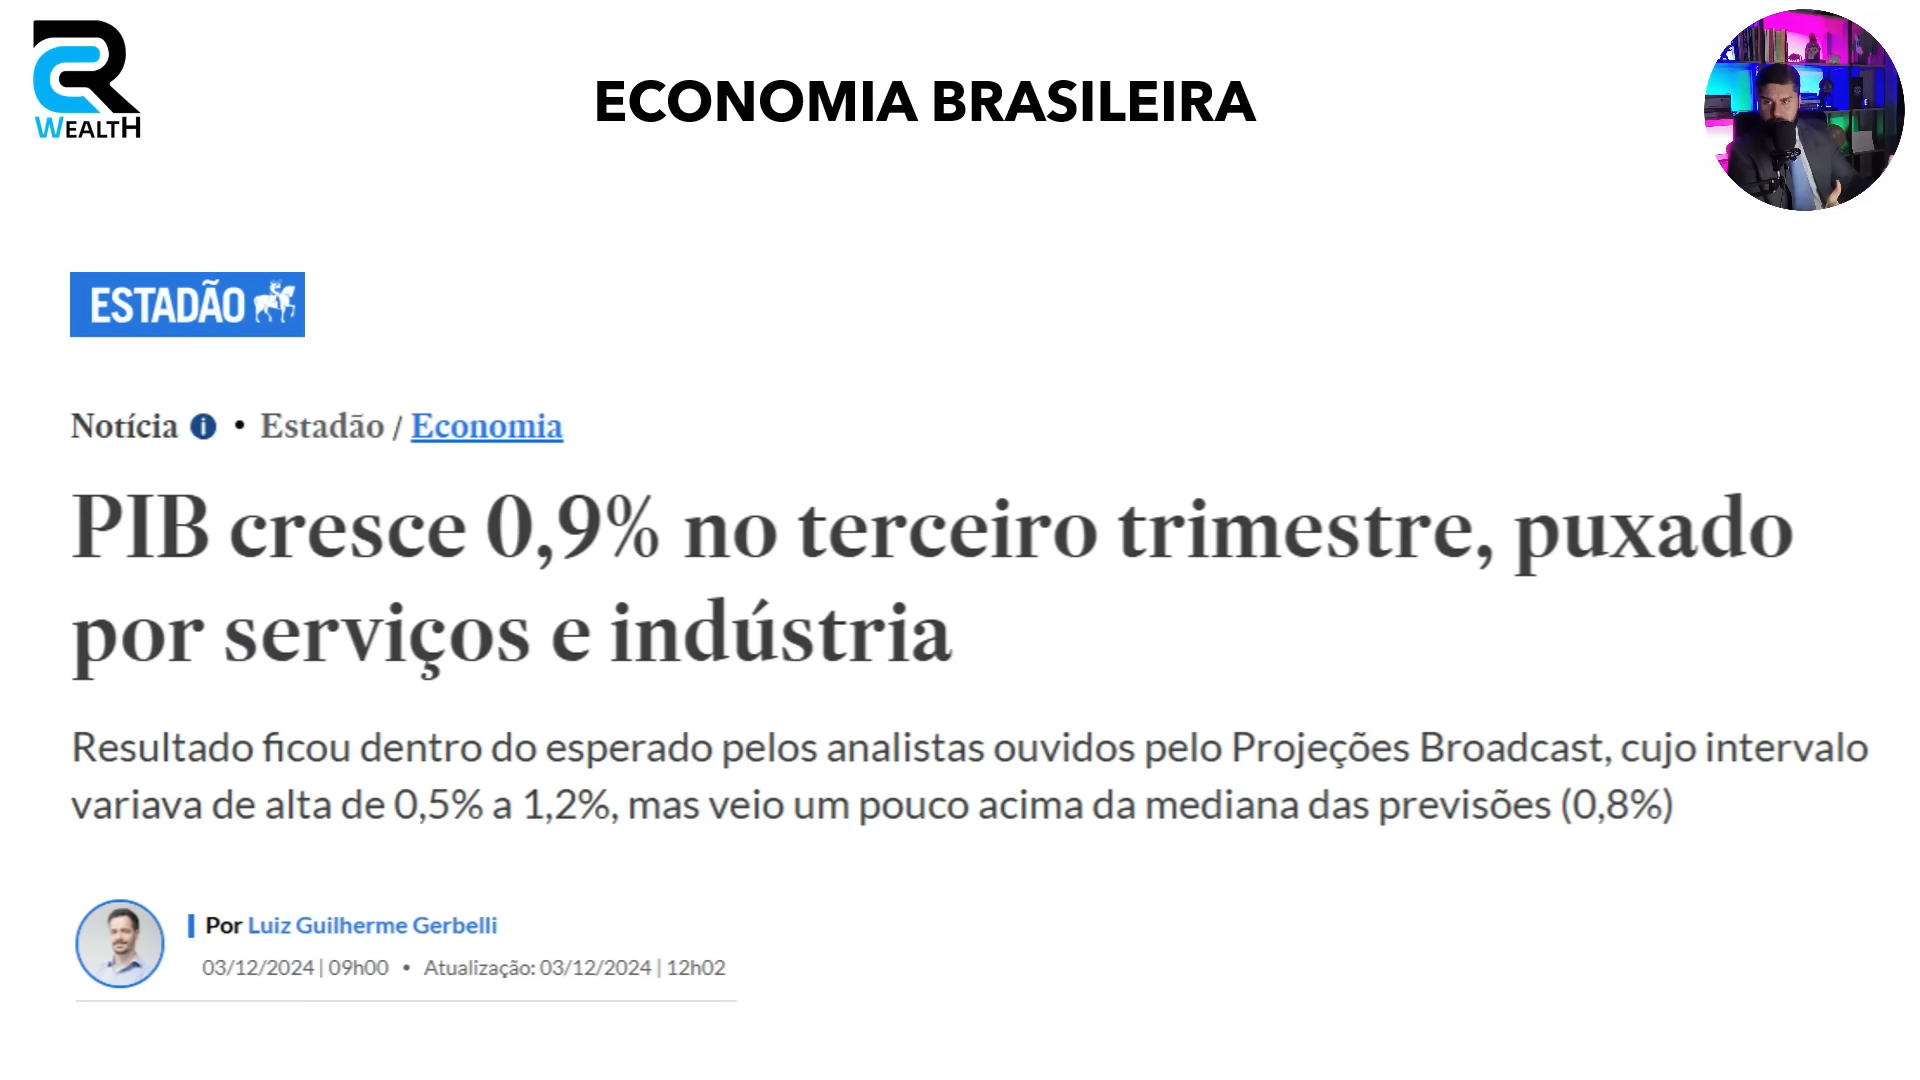 WEALTH
ECONOMIA BRASILEIRA
ESTADÃO
Notícia i • Estadão / Economia
PIB cresce 0,9% no terceiro trimestre, puxado
por serviços e indústria
Resultado ficou dentro do esperado pelos analistas ouvidos pelo Projeções Broadcast, cujo intervalo
variava de alta de 0,5% a 1,2%, mas veio um pouco acima da mediana das previsões (0,8%)
Por Luiz Guilherme Gerbelli
03/12/2024 | 09h00 • Atualização: 03/12/2024 | 12h02